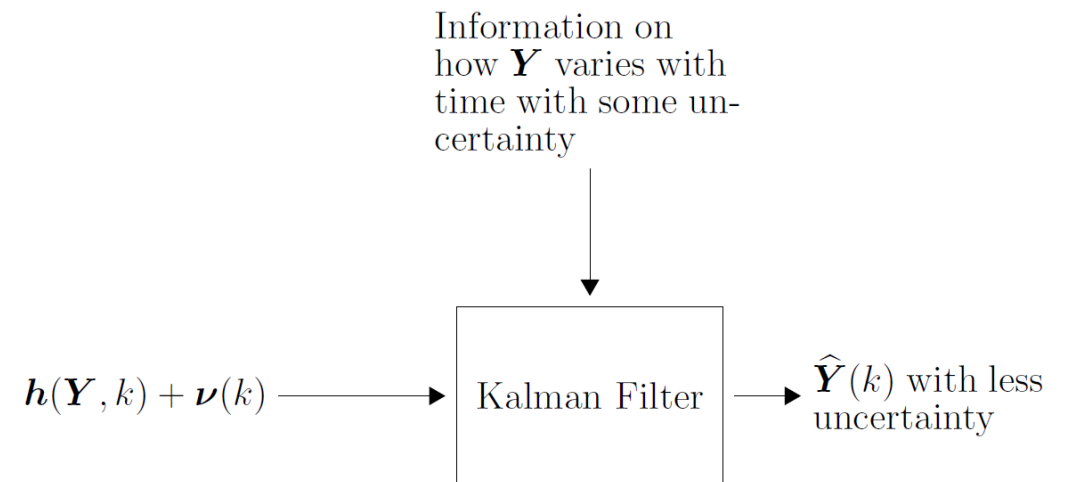 Information on
how Y varies with
time with some un-
certainty
h(Y, k) + ν(k)
Kalman Filter
Ŷ(k) with less
uncertainty